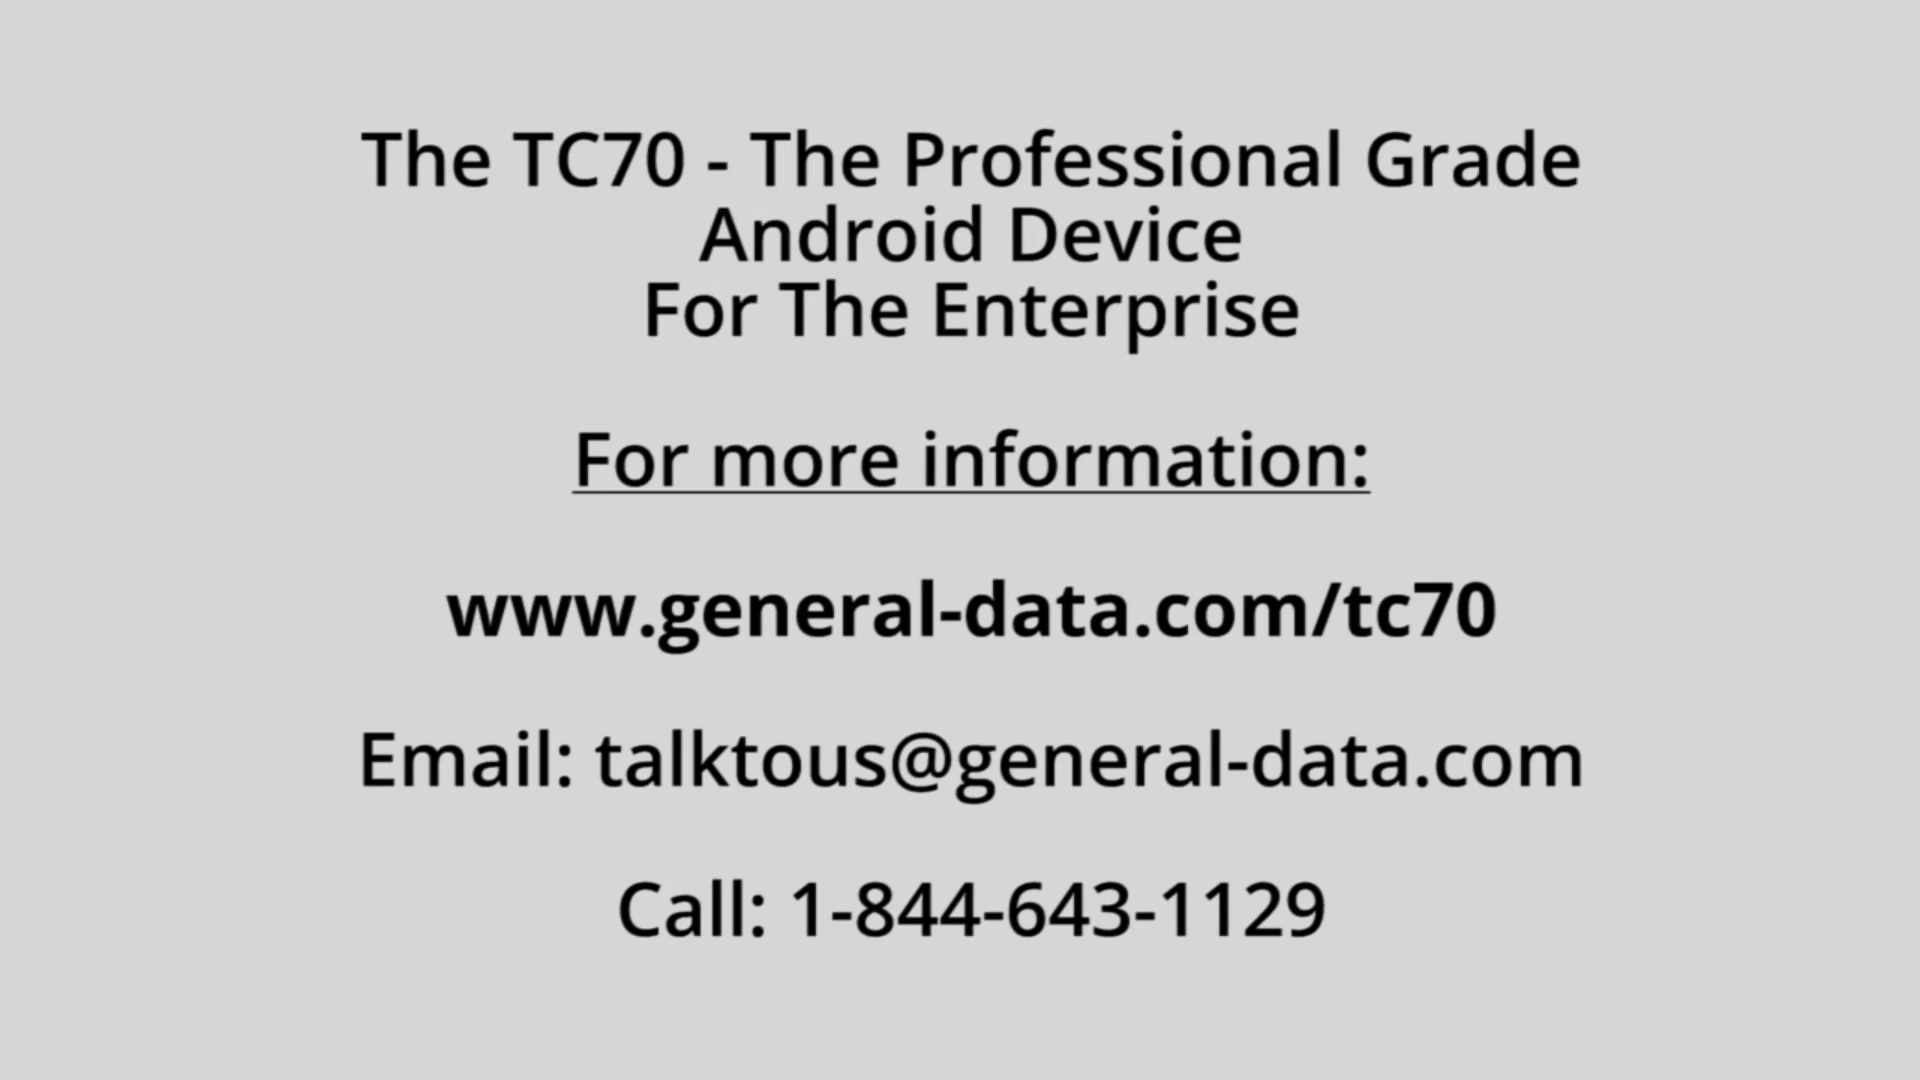 The TC70 - The Professional Grade
Android Device
For The Enterprise
For more information:
www.general-data.com/tc70
Email: talktous@general-data.com
Call: 1-844-643-1129